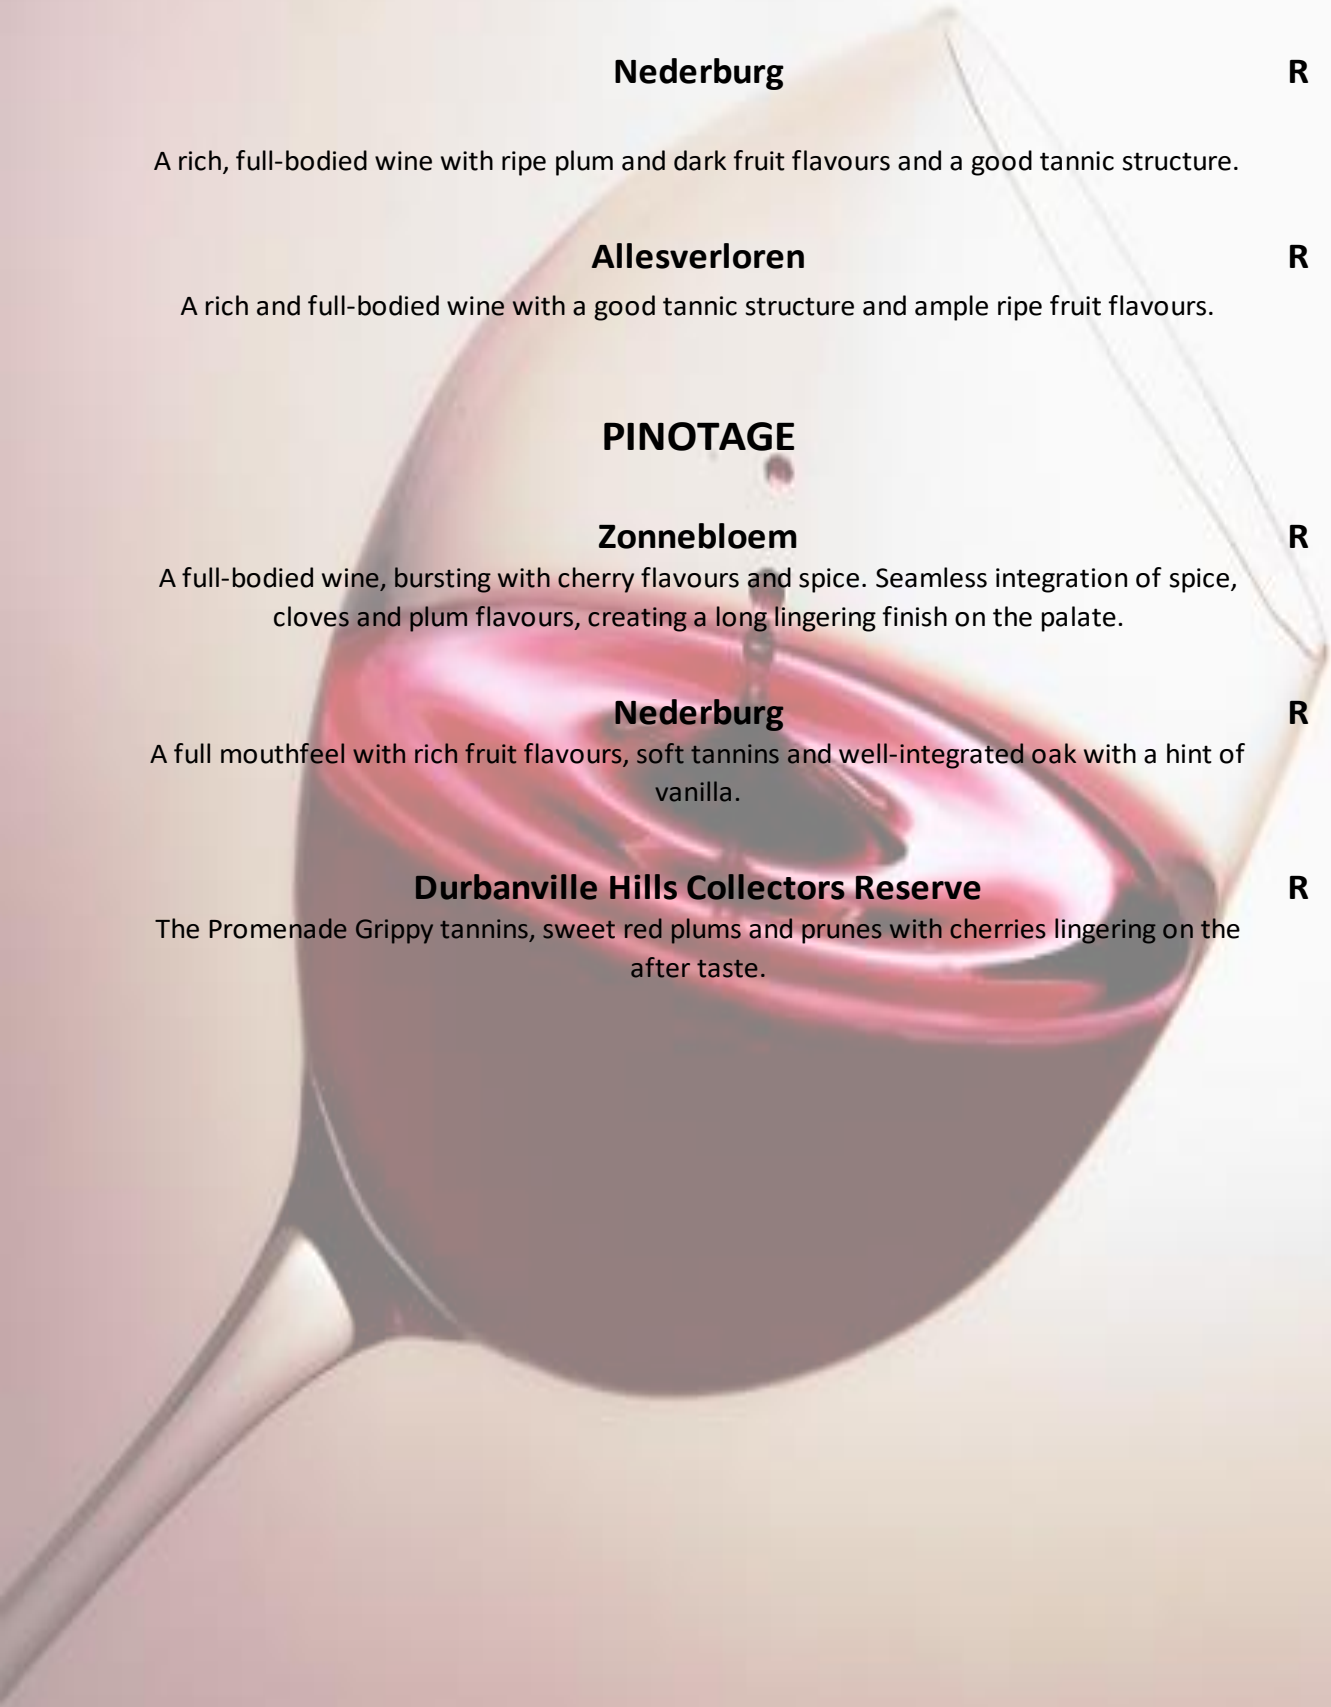 Nederburg R
A rich, full-bodied wine with ripe plum and dark fruit flavours and a good tannic structure.
Allesverloren R
A rich and full-bodied wine with a good tannic structure and ample ripe fruit flavours.
PINOTAGE
Zonnebloem R
A full-bodied wine, bursting with cherry flavours and spice. Seamless integration of spice,
cloves and plum flavours, creating a long lingering finish on the palate.
Nederburg R
A full mouthfeel with rich fruit flavours, soft tannins and well-integrated oak with a hint of
vanilla.
Durbanville Hills Collectors Reserve R
The Promenade Grippy tannins, sweet red plums and prunes with cherries lingering on the
after taste.